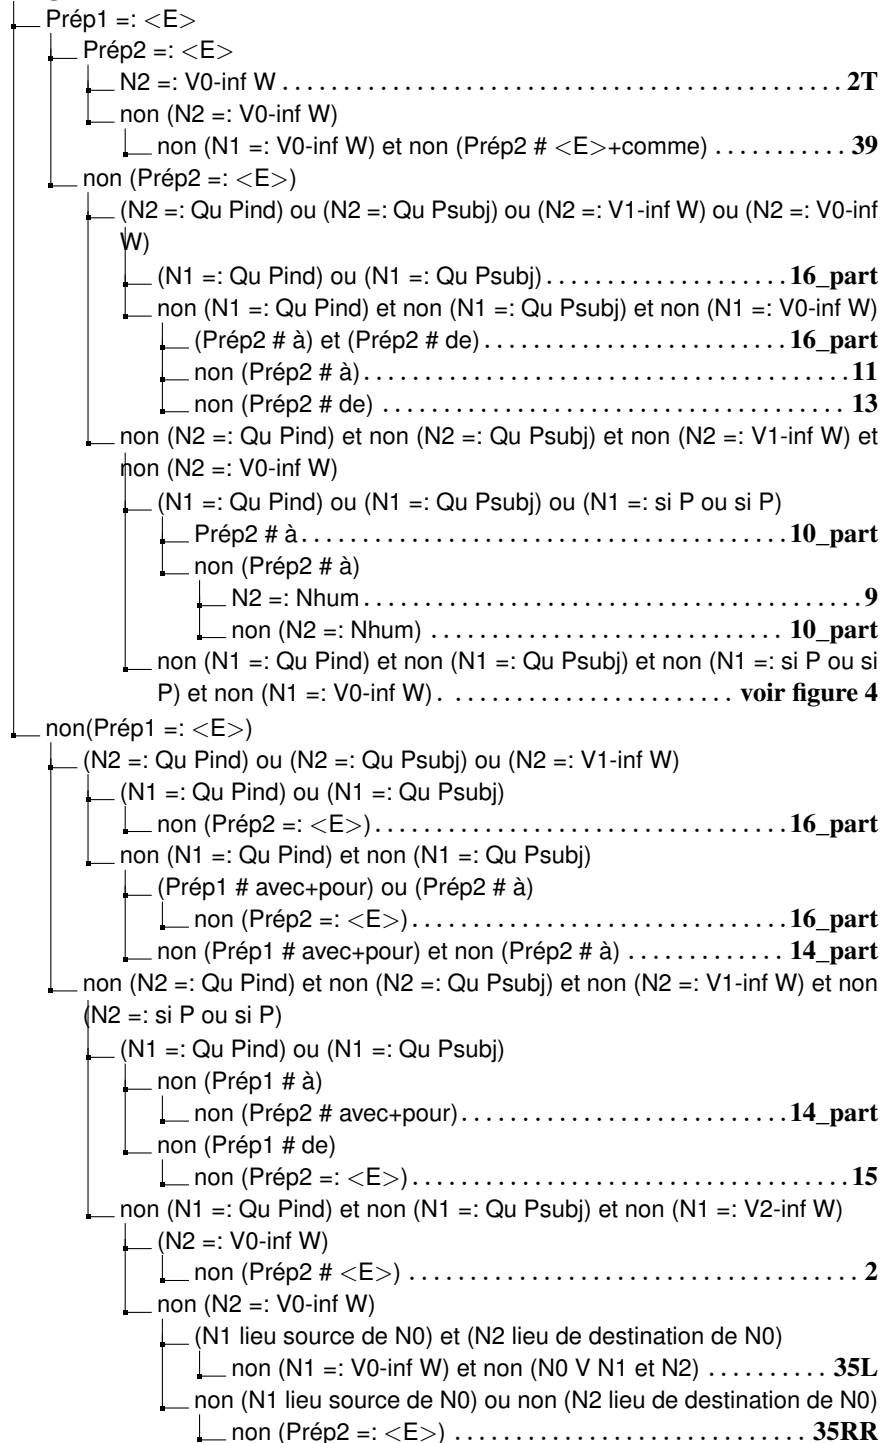 Prép1 =: <E>
Prép2 =: <E>
N2 =: V0-inf W . . . . . . . . . . . . . . . . . . . . . . . . . . . . . . . . . . . . . . . . . . . . . . . . . . 2T
non (N2 =: V0-inf W)
non (N1 =: V0-inf W) et non (Prép2 # <E>+comme) . . . . . . . . . . . 39
non (Prép2 =: <E>)
(N2 =: Qu Pind) ou (N2 =: Qu Psubj) ou (N2 =: V1-inf W) ou (N2 =: V0-inf
W)
(N1 =: Qu Pind) ou (N1 =: Qu Psubj) . . . . . . . . . . . . . . . . . . . . . 16_part
non (N1 =: Qu Pind) et non (N1 =: Qu Psubj) et non (N1 =: V0-inf W)
(Prép2 # à) et (Prép2 # de) . . . . . . . . . . . . . . . . . . . . . . . . . . 16_part
non (Prép2 # à) . . . . . . . . . . . . . . . . . . . . . . . . . . . . . . . . . . . . . . . . . . . 11
non (Prép2 # de) . . . . . . . . . . . . . . . . . . . . . . . . . . . . . . . . . . . . . . . . . 13
non (N2 =: Qu Pind) et non (N2 =: Qu Psubj) et non (N2 =: V1-inf W) et
non (N2 =: V0-inf W)
(N1 =: Qu Pind) ou (N1 =: Qu Psubj) ou (N1 =: si P ou si P)
Prép2 # à . . . . . . . . . . . . . . . . . . . . . . . . . . . . . . . . . . . . . . . . . . . 10_part
non (Prép2 # à)
N2 =: Nhum . . . . . . . . . . . . . . . . . . . . . . . . . . . . . . . . . . . . . . . . . . . . 9
non (N2 =: Nhum) . . . . . . . . . . . . . . . . . . . . . . . . . . . . . . . 10_part
non (N1 =: Qu Pind) et non (N1 =: Qu Psubj) et non (N1 =: si P ou si
P) et non (N1 =: V0-inf W) . . . . . . . . . . . . . . . . . . . . . . . . . voir figure 4
non(Prép1 =: <E>)
(N2 =: Qu Pind) ou (N2 =: Qu Psubj) ou (N2 =: V1-inf W)
(N1 =: Qu Pind) ou (N1 =: Qu Psubj)
non (Prép2 =: <E>) . . . . . . . . . . . . . . . . . . . . . . . . . . . . . . . . . . . . 16_part
non (N1 =: Qu Pind) et non (N1 =: Qu Psubj)
(Prép1 # avec+pour) ou (Prép2 # à)
non (Prép2 =: <E>) . . . . . . . . . . . . . . . . . . . . . . . . . . . . . . . . . 16_part
non (Prép1 # avec+pour) et non (Prép2 # à) . . . . . . . . . . . . . 14_part
non (N2 =: Qu Pind) et non (N2 =: Qu Psubj) et non (N2 =: V1-inf W) et non
(N2 =: si P ou si P)
(N1 =: Qu Pind) ou (N1 =: Qu Psubj)
non (Prép1 # à)
non (Prép2 # avec+pour) . . . . . . . . . . . . . . . . . . . . . . . . . . . . 14_part
non (Prép1 # de)
non (Prép2 =: <E>) . . . . . . . . . . . . . . . . . . . . . . . . . . . . . . . . . . . . . . 15
non (N1 =: Qu Pind) et non (N1 =: Qu Psubj) et non (N1 =: V2-inf W)
(N2 =: V0-inf W)
non (Prép2 # <E>) . . . . . . . . . . . . . . . . . . . . . . . . . . . . . . . . . . . . . . . . 2
non (N2 =: V0-inf W)
(N1 lieu source de N0) et (N2 lieu de destination de N0)
non (N1 =: V0-inf W) et non (N0 V N1 et N2) . . . . . . . . . . 35L
non (N1 lieu source de N0) ou non (N2 lieu de destination de N0)
non (Prép2 =: <E>) . . . . . . . . . . . . . . . . . . . . . . . . . . . . . . . 35RR